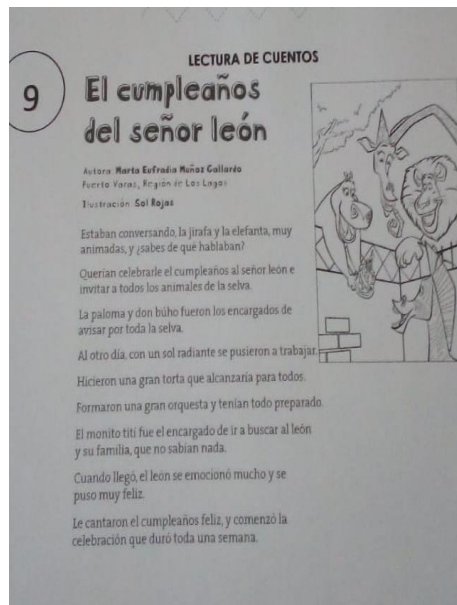 LECTURA DE CUENTOS
9
El cumpleaños
del señor león
Autora: Marta Eufradia Muñoz Gallardo
Puerto Varas, Región de Los Lagos
Ilustración: Sol Rojas
Estaban conversando, la jirafa y la elefanta, muy
animadas, y ¿sabes de qué hablaban?
Querían celebrarle el cumpleaños al señor león e
invitar a todos los animales de la selva.
La paloma y don búho fueron los encargados de
avisar por toda la selva.
Al otro día, con un sol radiante se pusieron a trabajar.
Hicieron una gran torta que alcanzaría para todos.
Formaron una gran orquesta y tenían todo preparado.
El monito tití fue el encargado de ir a buscar al león
y su familia, que no sabían nada.
Cuando llegó, el león se emocionó mucho y se
puso muy feliz.
Le cantaron el cumpleaños feliz, y comenzó la
celebración que duró toda una semana.